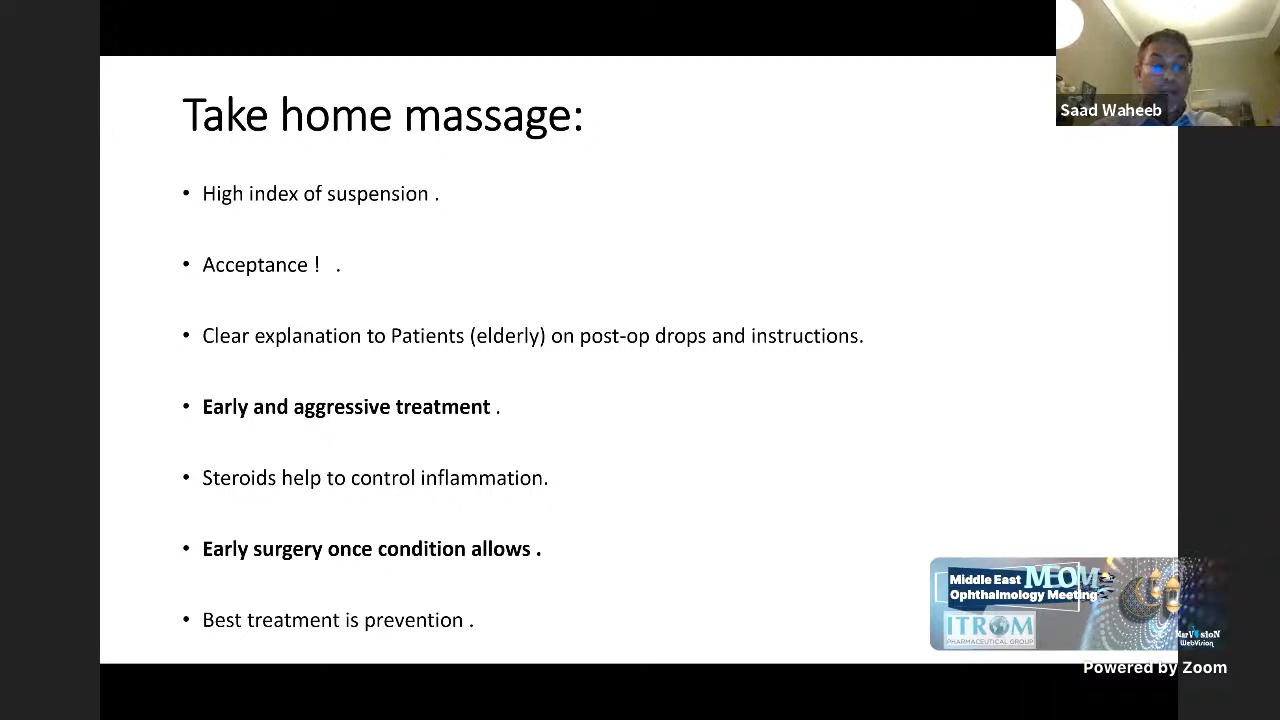 Take home massage:
Saad Waheeb
• High index of suspension .
• Acceptance ! .
• Clear explanation to Patients (elderly) on post-op drops and instructions.
• Early and aggressive treatment .
• Steroids help to control inflammation.
• Early surgery once condition allows .
• Best treatment is prevention .
Middle East MEOM
Ophthalmology Meeting
ITROM
PHARMACEUTICAL GROUP
MarVisioN
WebVision
Powered by Zoom